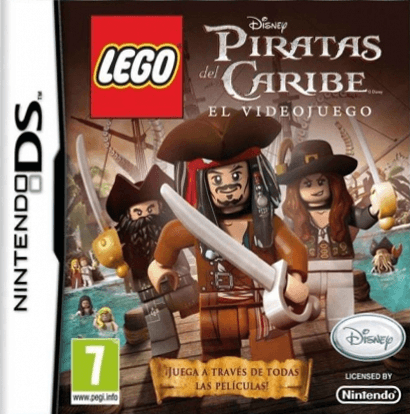 NINTENDO DS
LEGO
Disney
PIRATAS
del CARIBE
© Disney
EL VIDEOJUEGO
7
www.pegi.info
¡JUEGA A TRAVÉS DE TODAS
LAS PELÍCULAS!
Disney
LICENSED BY
Nintendo